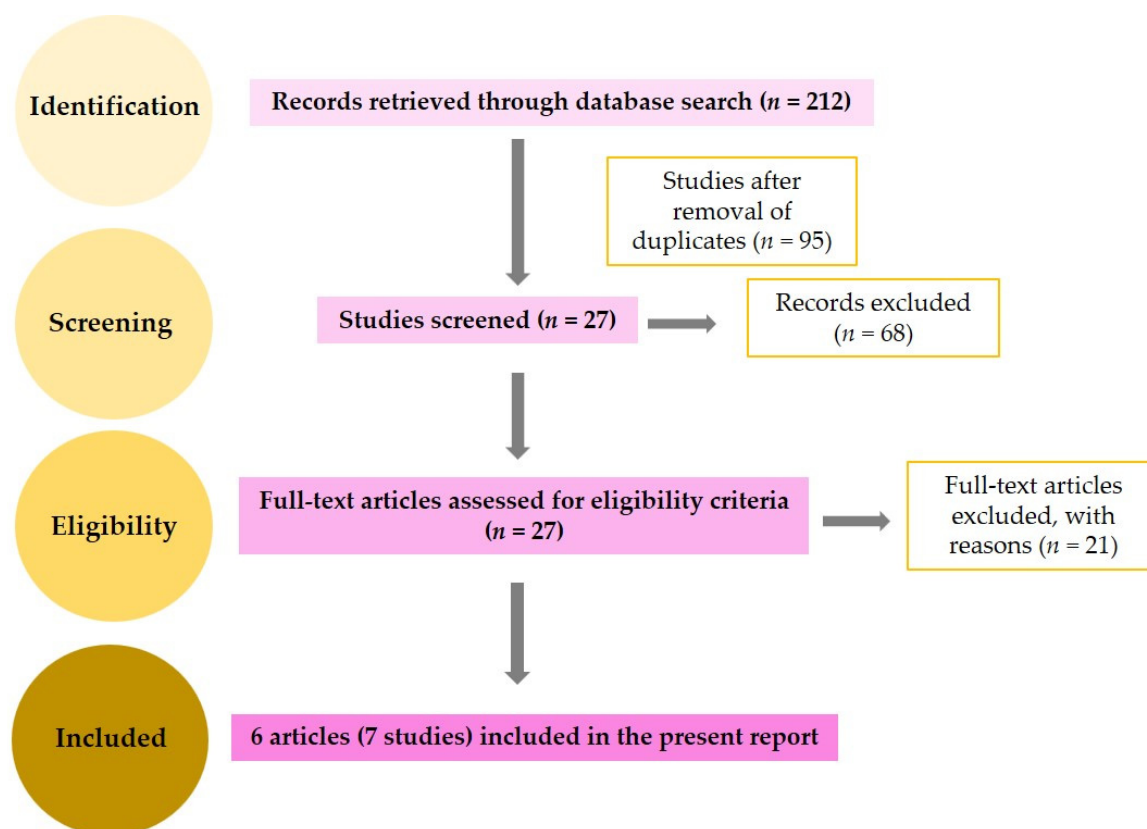 Identification
Records retrieved through database search (n = 212)
Studies after
removal of
duplicates (n = 95)
Screening
Studies screened (n = 27)
Records excluded
(n = 68)
Eligibility
Full-text articles assessed for eligibility criteria
(n = 27)
Full-text articles
excluded, with
reasons (n = 21)
Included
6 articles (7 studies) included in the present report